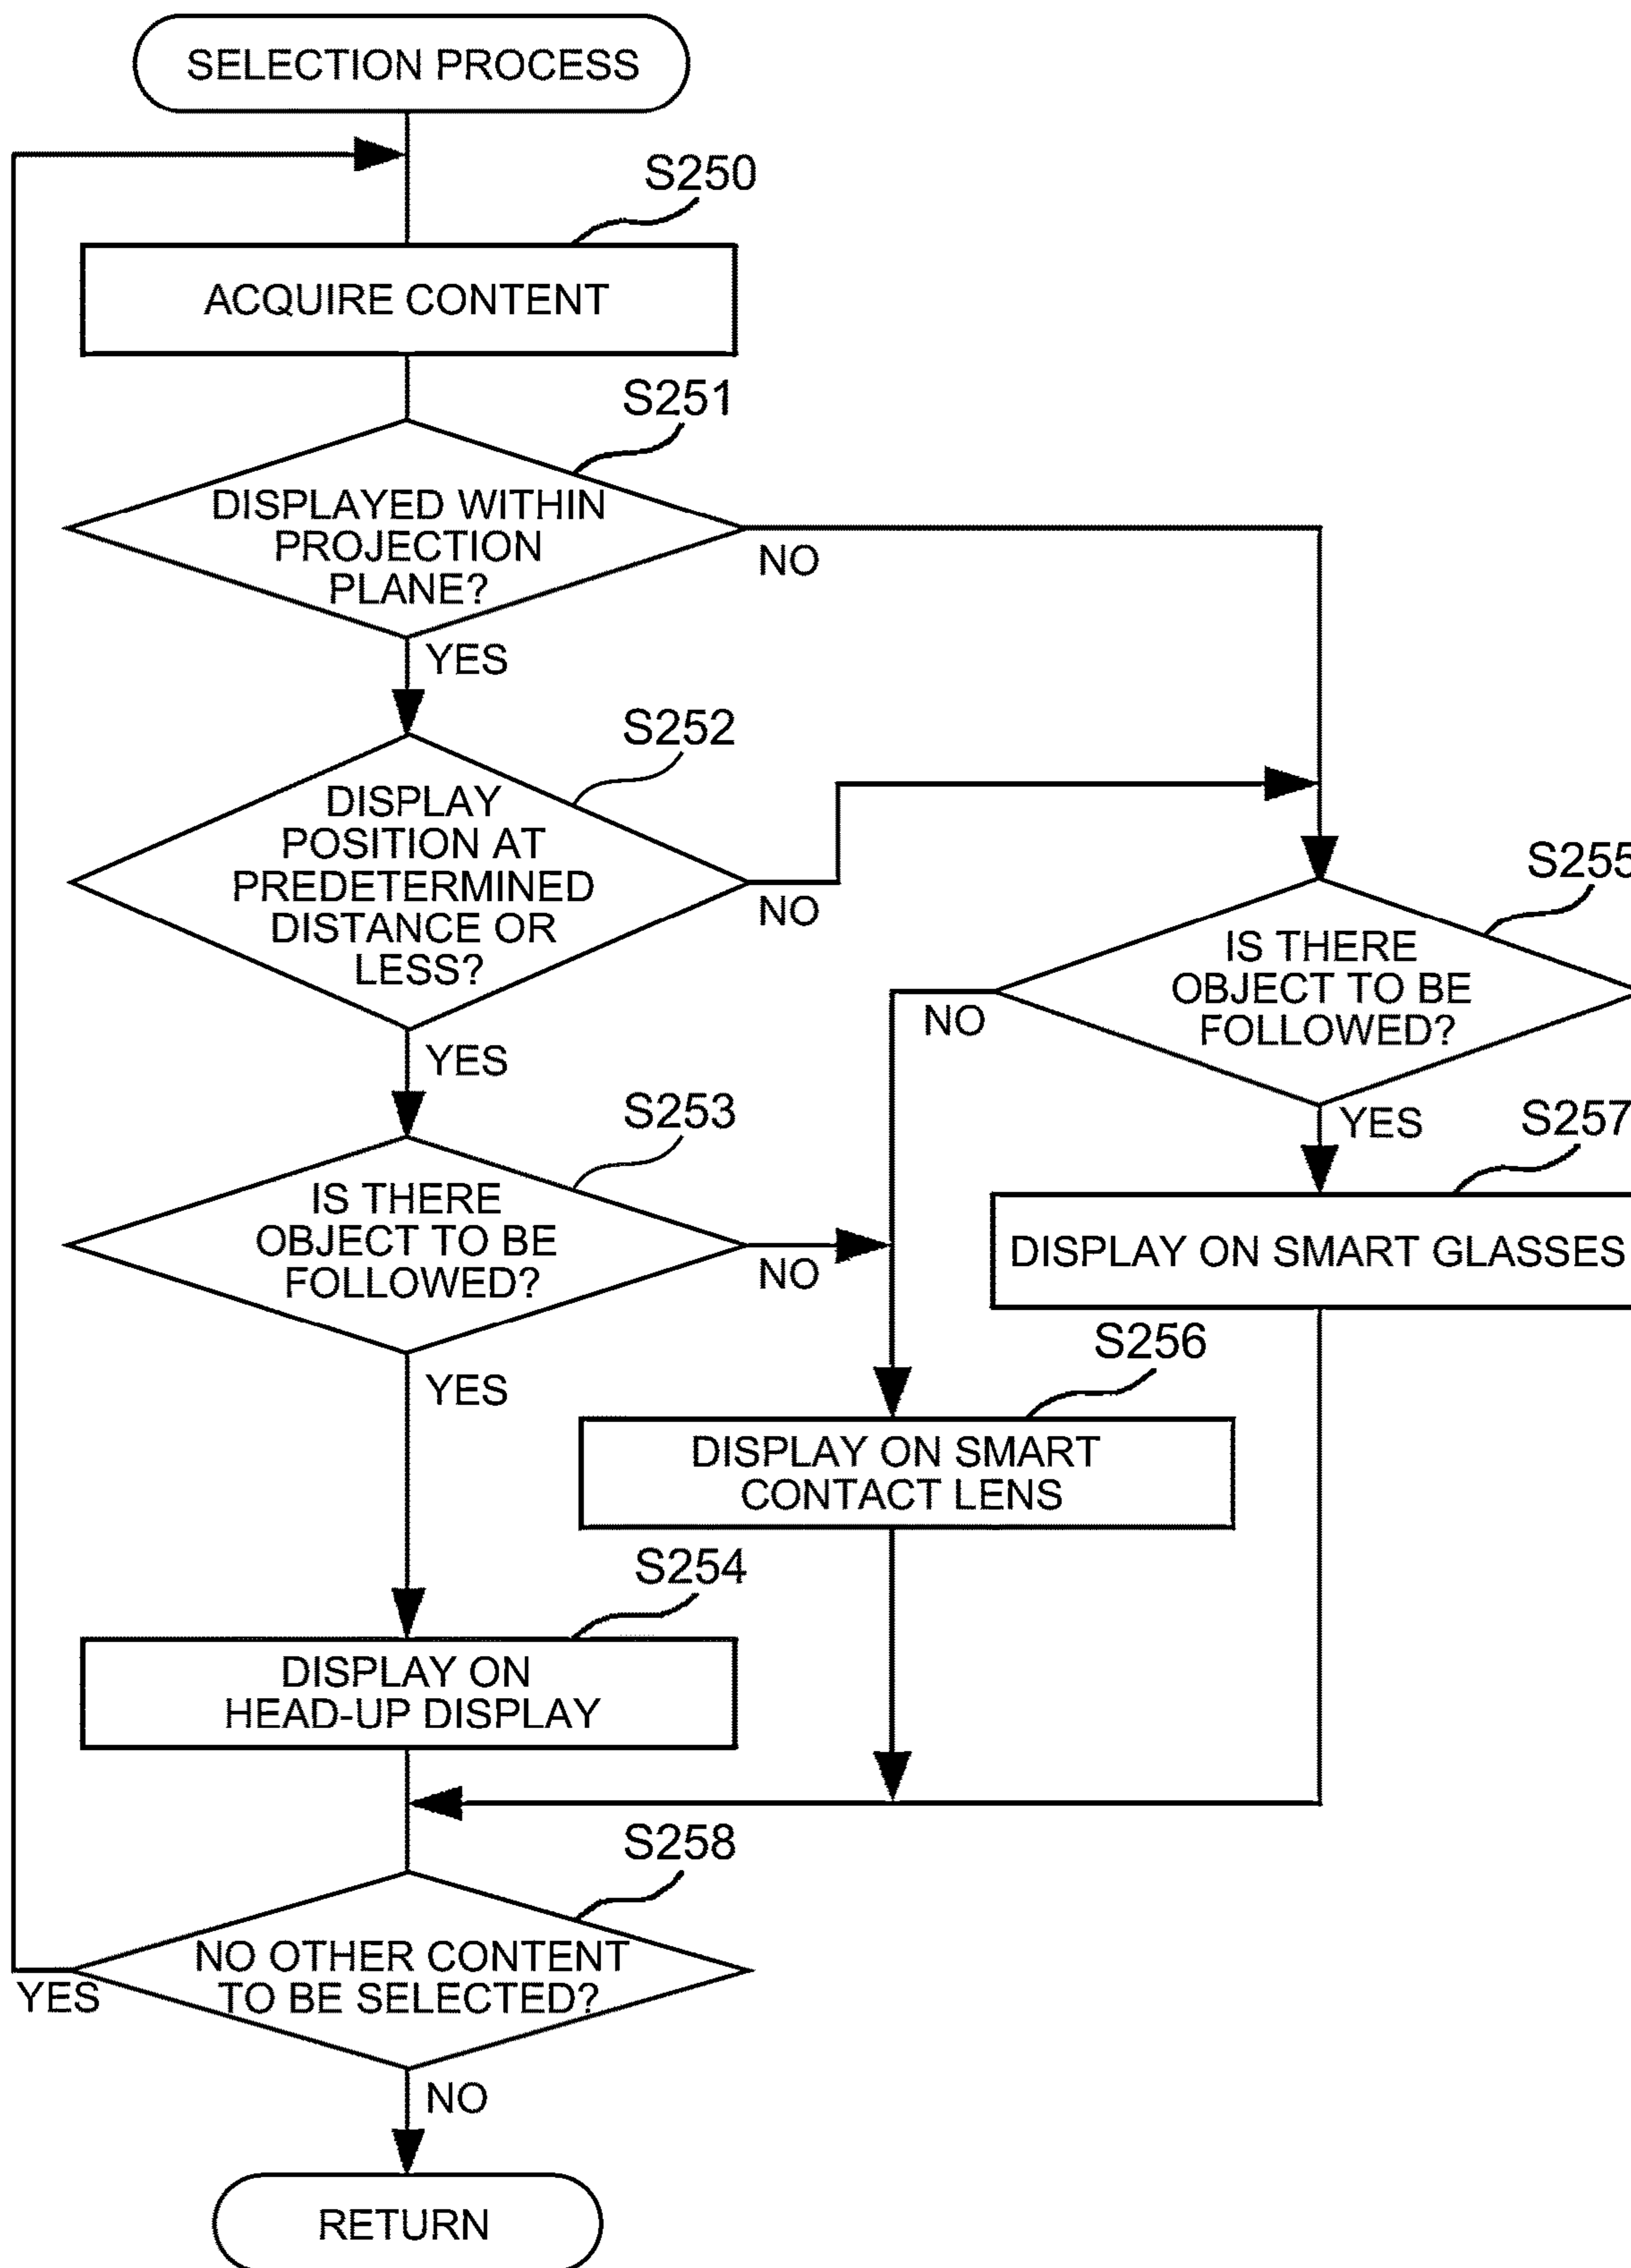 SELECTION PROCESS
S250
ACQUIRE CONTENT
S251
DISPLAYED WITHIN
PROJECTION
PLANE?
NO
YES
S252
DISPLAY
POSITION AT
PREDETERMINED
DISTANCE OR
LESS?
NO
YES
S255
IS THERE
OBJECT TO BE
FOLLOWED?
NO
YES
S253
IS THERE
OBJECT TO BE
FOLLOWED?
NO
YES
S257
DISPLAY ON SMART GLASSES
S256
DISPLAY ON SMART
CONTACT LENS
S254
DISPLAY ON
HEAD-UP DISPLAY
S258
NO OTHER CONTENT
TO BE SELECTED?
YES
NO
RETURN